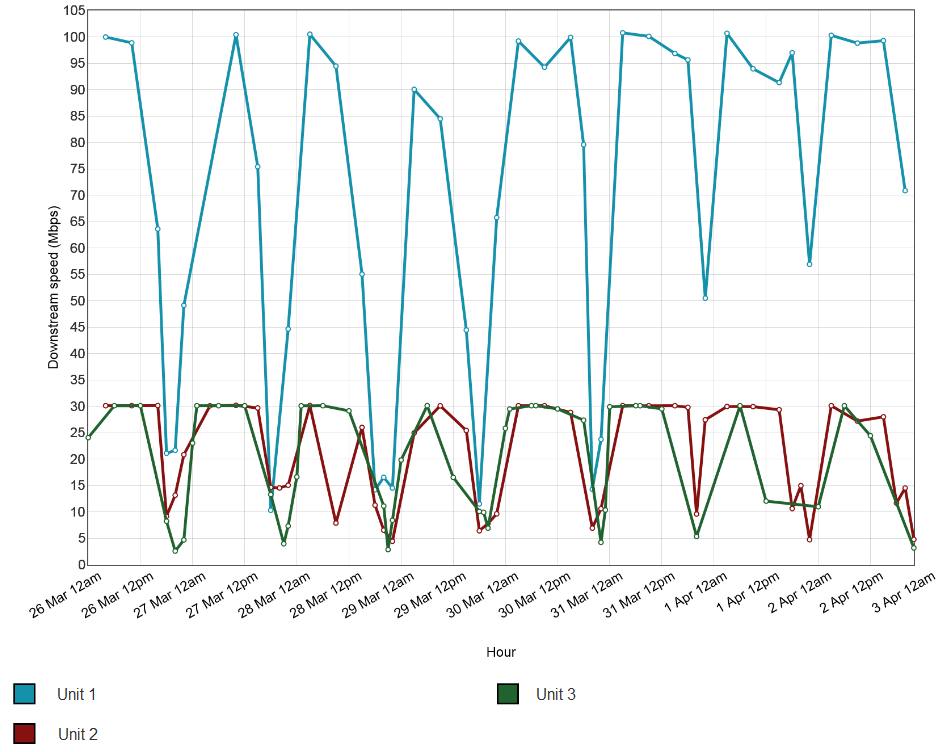 105
100
95
90
85
80
75
70
65
60
55
50
45
40
35
30
25
20
15
10
5
0
Downstream speed (Mbps)
26 Mar 12am
26 Mar 12pm
27 Mar 12am
27 Mar 12pm
28 Mar 12am
28 Mar 12pm
29 Mar 12am
29 Mar 12pm
30 Mar 12am
30 Mar 12pm
31 Mar 12am
31 Mar 12pm
1 Apr 12am
1 Apr 12pm
2 Apr 12am
2 Apr 12pm
3 Apr 12am
Hour
Unit 1
Unit 3
Unit 2